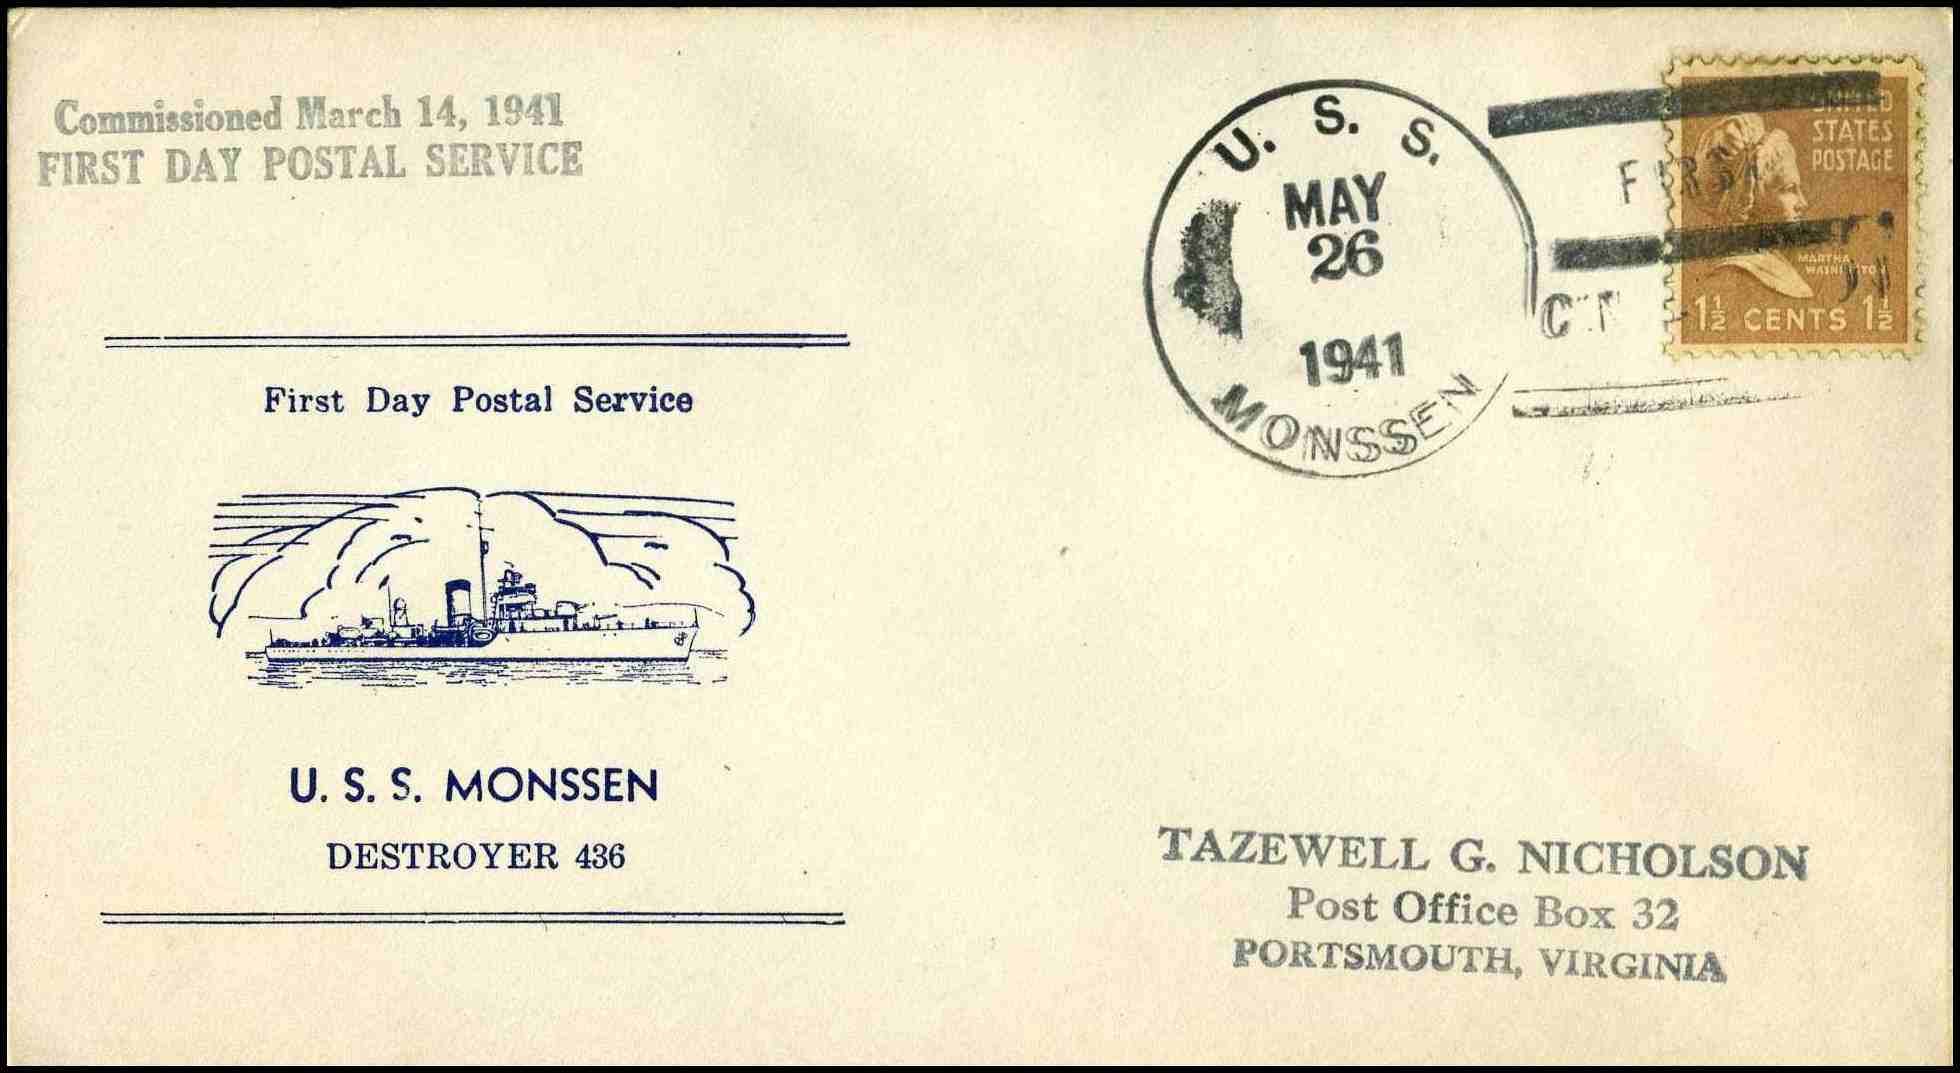 Commissioned March 14, 1941
FIRST DAY POSTAL SERVICE
First Day Postal Service
U. S. S. MONSSEN
DESTROYER 436
U. S. S.
MAY
26
1941
MONSSEN
FIRST
UNITED
STATES
POSTAGE
MARTHA
WASHINGTON
1½ CENTS 1½
TAZEWELL G. NICHOLSON
Post Office Box 32
PORTSMOUTH, VIRGINIA